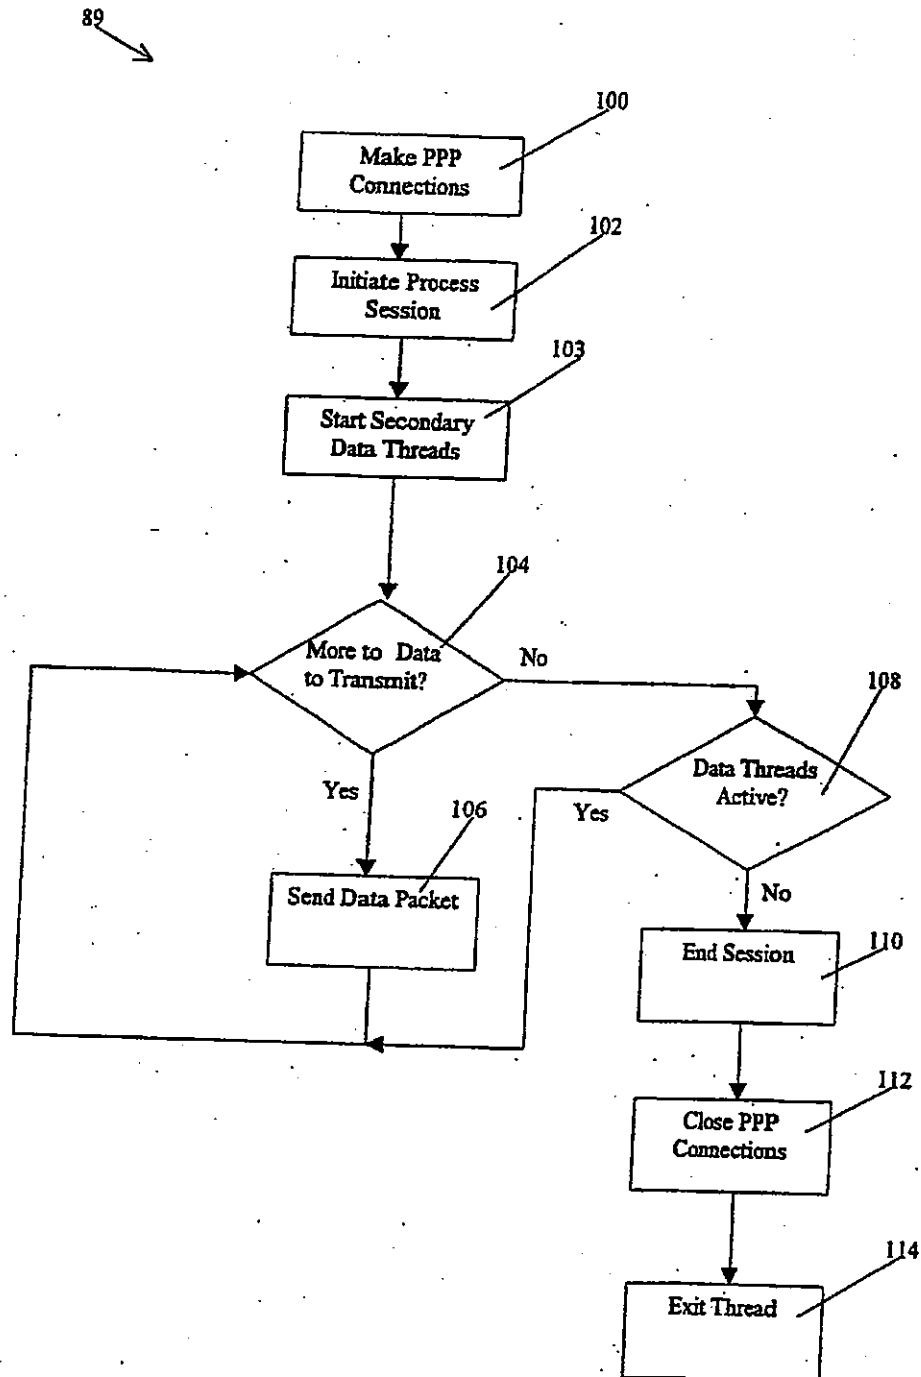 89
100
Make PPP
Connections
102
Initiate Process
Session
103
Start Secondary
Data Threads
104
More to Data
to Transmit?
No
108
Data Threads
Active?
Yes
Yes
106
Send Data Packet
No
End Session
110
112
Close PPP
Connections
114
Exit Thread